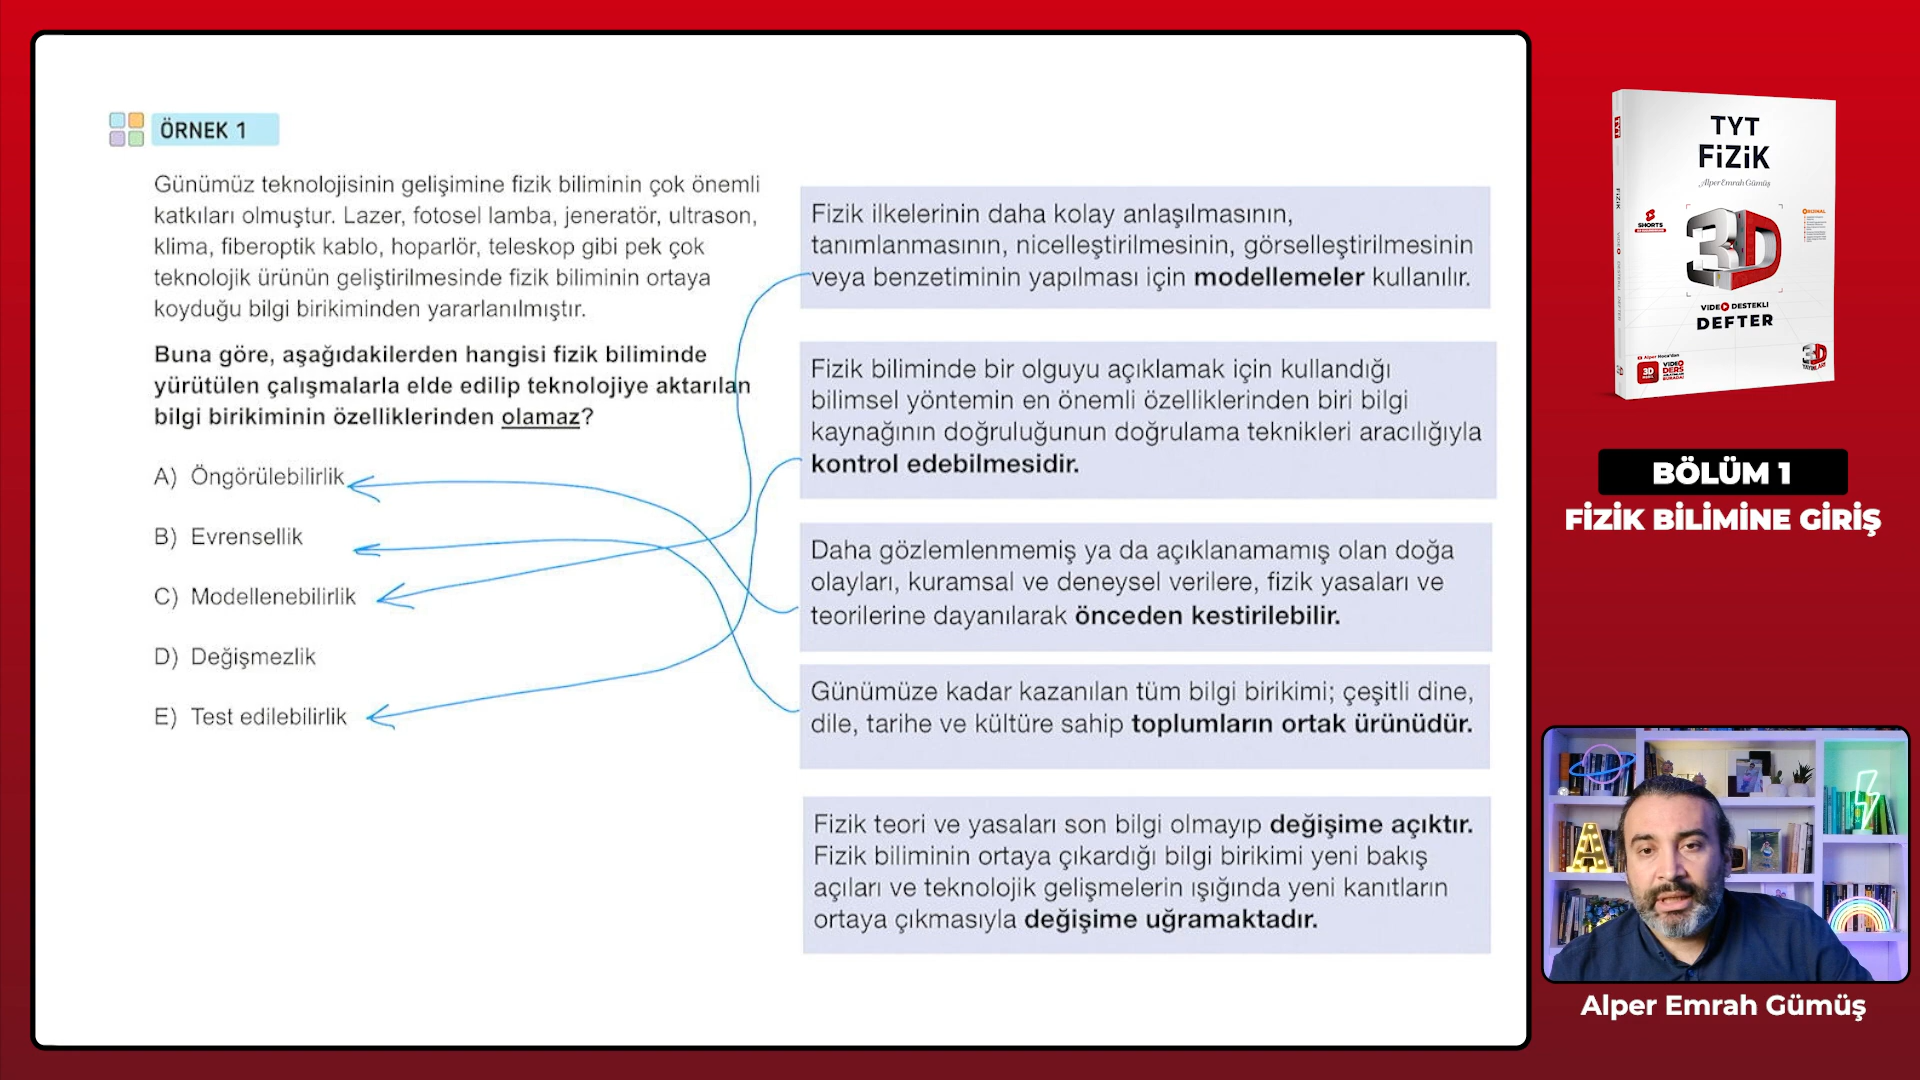 ÖRNEK 1
Günümüz teknolojisinin gelişimine fizik biliminin çok önemli
katkıları olmuştur. Lazer, fotosel lamba, jeneratör, ultrason,
klima, fiberoptik kablo, hoparlör, teleskop gibi pek çok
teknolojik ürünün geliştirilmesinde fizik biliminin ortaya
koyduğu bilgi birikiminden yararlanılmıştır.
Buna göre, aşağıdakilerden hangisi fizik biliminde
yürütülen çalışmalarla elde edilip teknolojiye aktarılan
bilgi birikiminin özelliklerinden olamaz?
A) Öngörülebilirlik
B) Evrensellik
C) Modellenebilirlik
D) Değişmezlik
E) Test edilebilirlik
Fizik ilkelerinin daha kolay anlaşılmasının,
tanımlanmasının, nicelleştirilmesinin, görselleştirilmesinin
veya benzetiminin yapılması için modellemeler kullanılır.
Fizik biliminde bir olguyu açıklamak için kullandığı
bilimsel yöntemin en önemli özelliklerinden biri bilgi
kaynağının doğruluğunun doğrulama teknikleri aracılığıyla
kontrol edebilmesidir.
Daha gözlemlenmemiş ya da açıklanamamış olan doğa
olayları, kuramsal ve deneysel verilere, fizik yasaları ve
teorilerine dayanılarak önceden kestirilebilir.
Günümüze kadar kazanılan tüm bilgi birikimi; çeşitli dine,
dile, tarihe ve kültüre sahip toplumların ortak ürünüdür.
Fizik teori ve yasaları son bilgi olmayıp değişime açıktır.
Fizik biliminin ortaya çıkardığı bilgi birikimi yeni bakış
açıları ve teknolojik gelişmelerin ışığında yeni kanıtların
ortaya çıkmasıyla değişime uğramaktadır.
TYT
FİZİK
Alper Emrah Gümüş
SHORTS
3D
VIDEO DESTEKLI
DEFTER
BÖLÜM 1
FİZİK BİLİMİNE GİRİŞ
A
Alper Emrah Gümüş